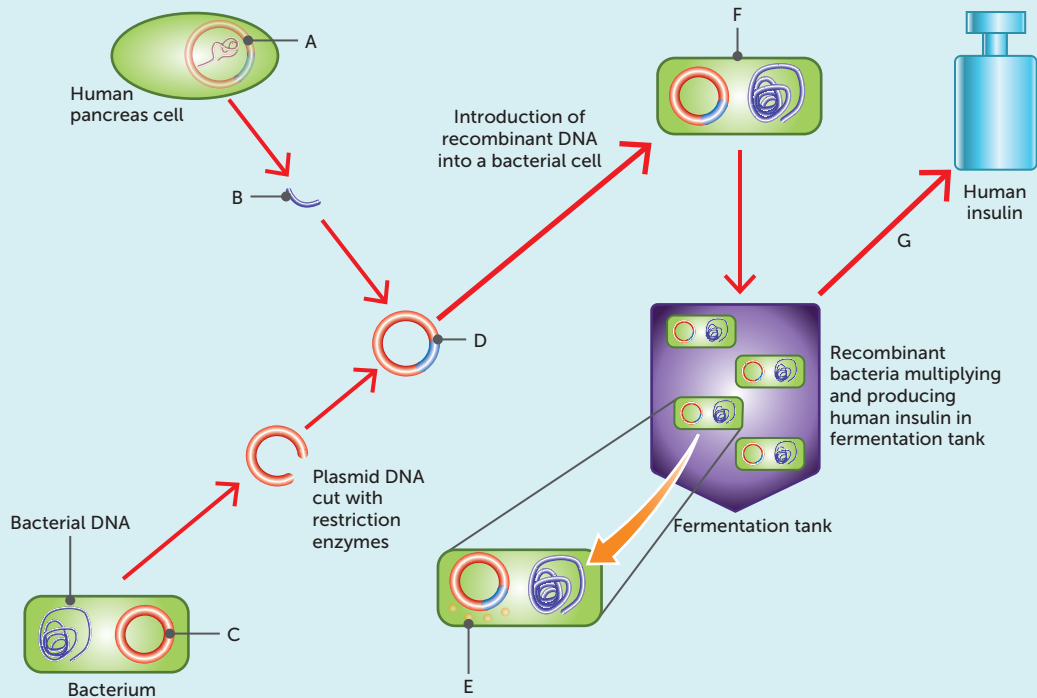 A
Human
pancreas cell
B
Introduction of
recombinant DNA
into a bacterial cell
F
Human
insulin
G
D
Plasmid DNA
cut with
restriction
enzymes
Recombinant
bacteria multiplying
and producing
human insulin in
fermentation tank
Fermentation tank
Bacterial DNA
C
Bacterium
E